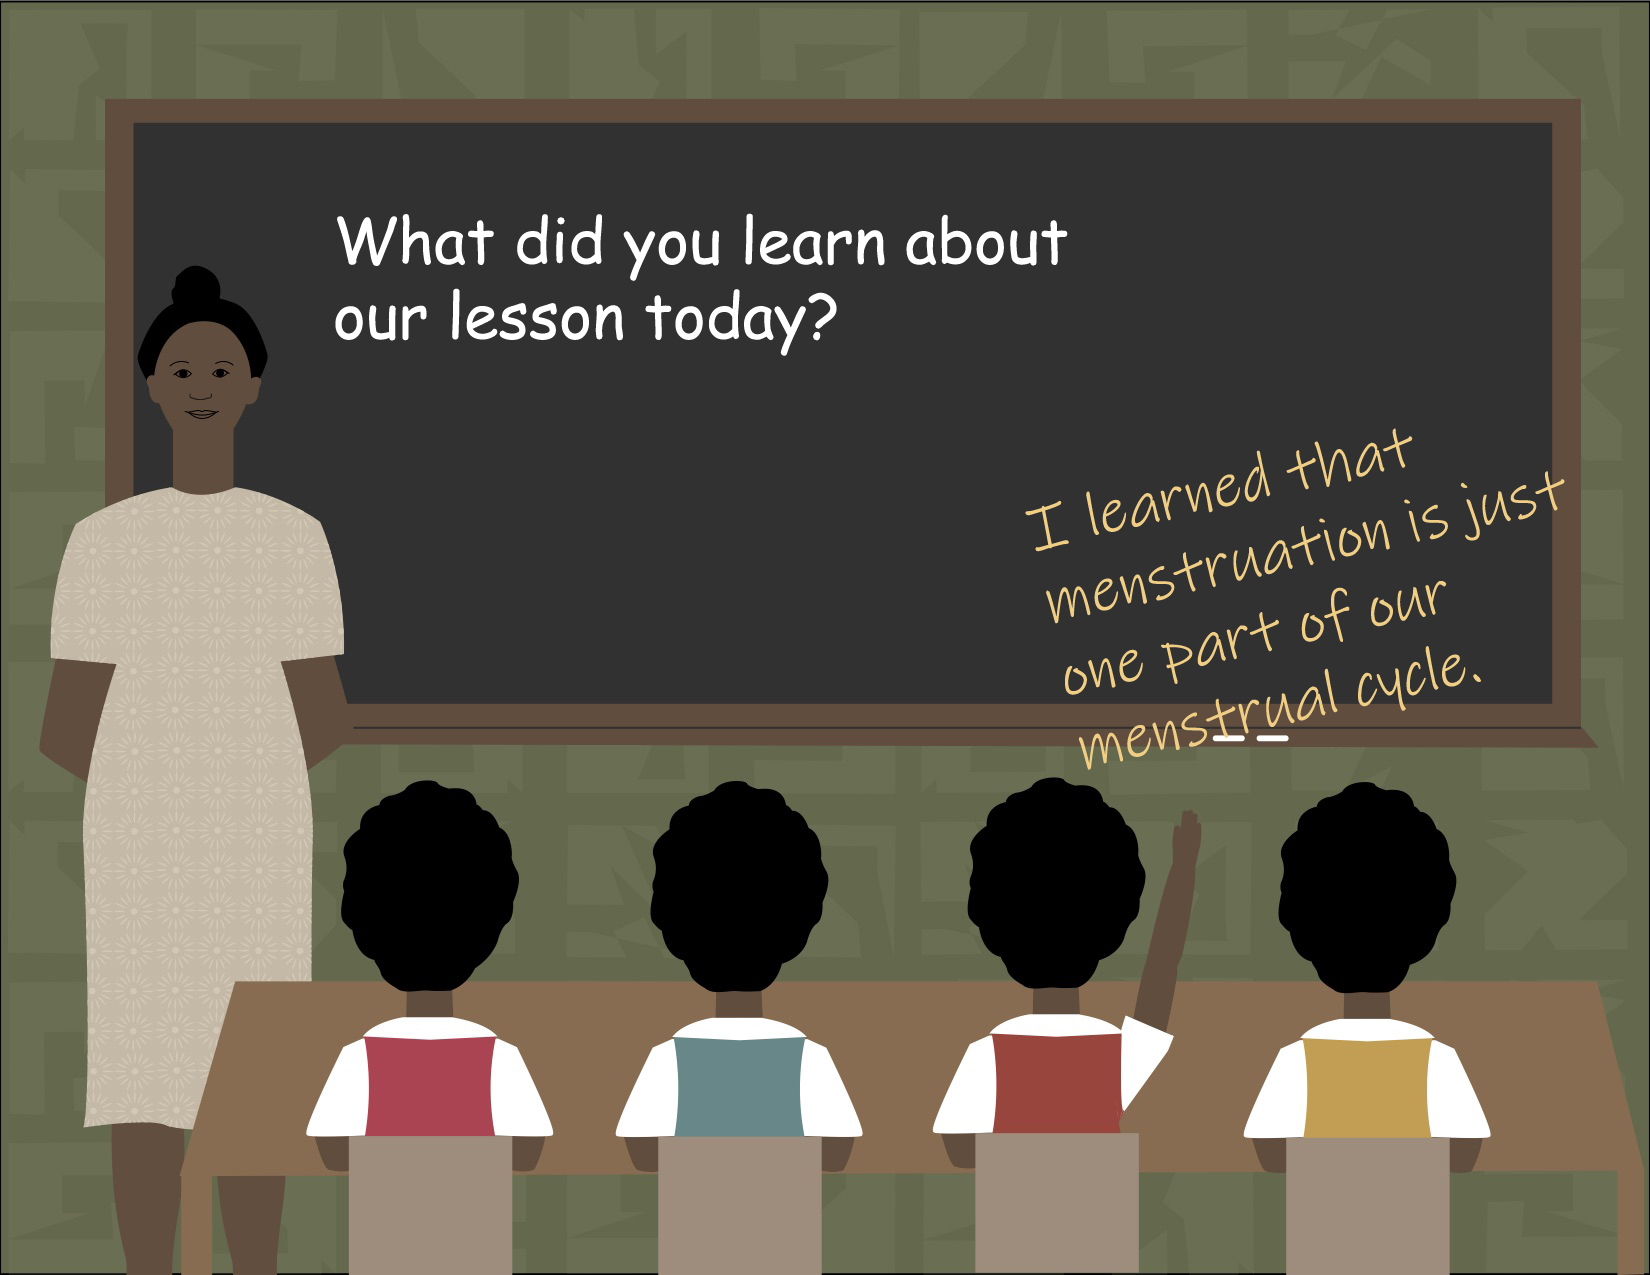 What did you learn about
our lesson today?
I learned that
menstruation is just
one part of our
menstrual cycle.